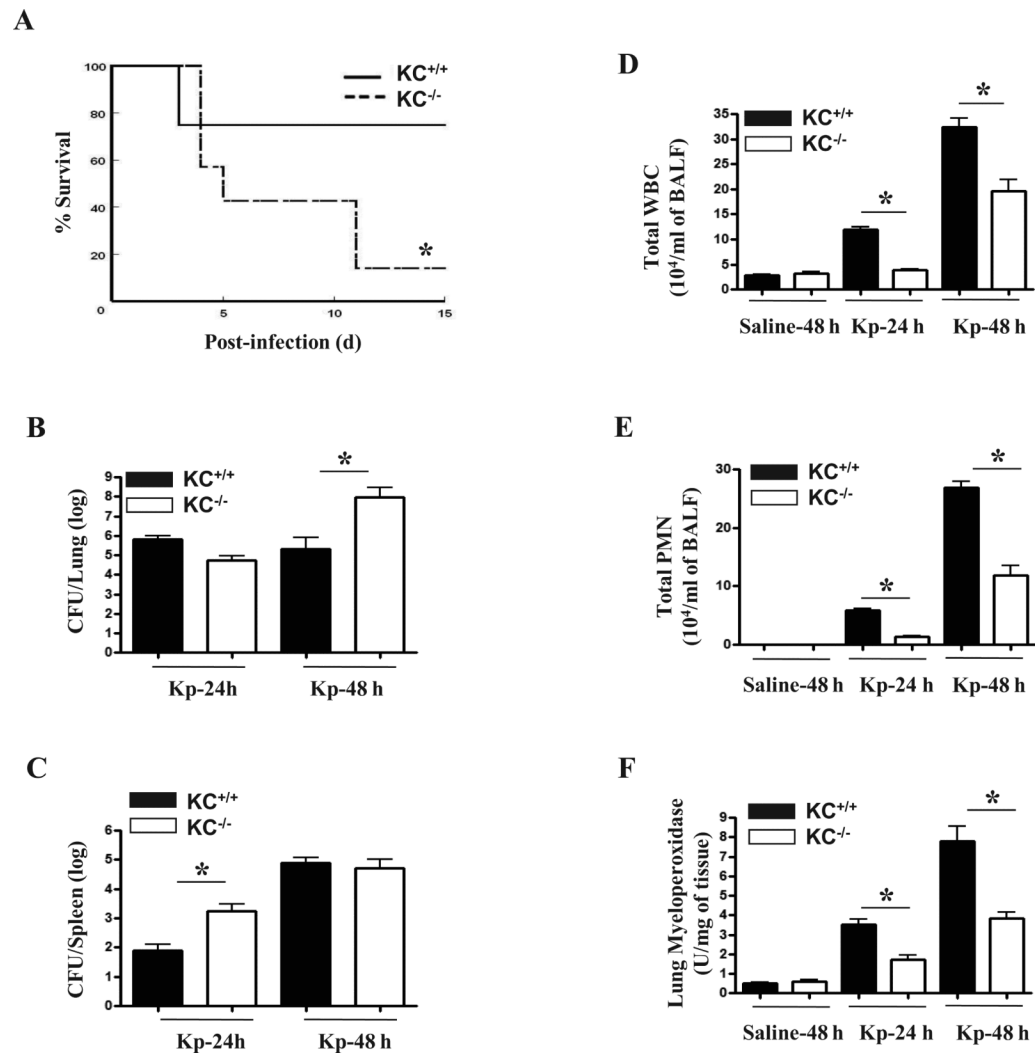 A
KC+/+
KC-/-
% Survival
100
80
60
40
20
0
5
10
15
*
Post-infection (d)
B
KC+/+
KC-/-
*
CFU/Lung (log)
9
8
7
6
5
4
3
2
1
0
Kp-24h
Kp-48 h
C
KC+/+
KC-/-
*
CFU/Spleen (log)
6
5
4
3
2
1
0
Kp-24h
Kp-48 h
D
KC+/+
KC-/-
*
*
Total WBC
(10⁴/ml of BALF)
35
30
25
20
15
10
5
0
Saline-48 h
Kp-24 h
Kp-48 h
E
KC+/+
KC-/-
*
*
Total PMN
(10⁴/ml of BALF)
30
20
10
0
Saline-48 h
Kp-24 h
Kp-48 h
F
KC+/+
KC-/-
*
*
Lung Myeloperoxidase
(U/mg of tissue)
9
8
7
6
5
4
3
2
1
0
Saline-48 h
Kp-24 h
Kp-48 h